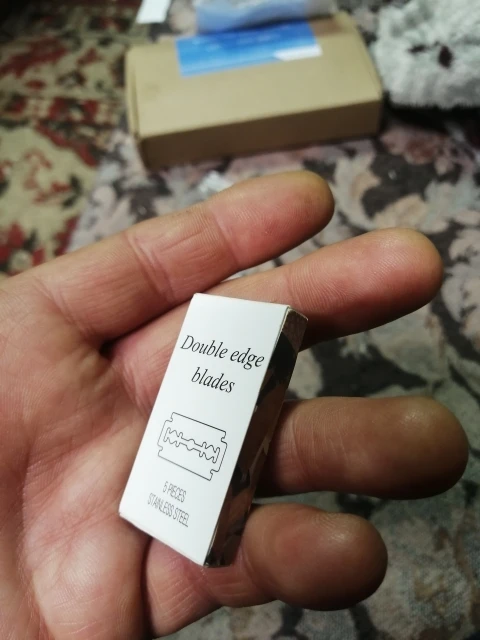 Double edge
blades
5 PIECES
STAINLESS STEEL